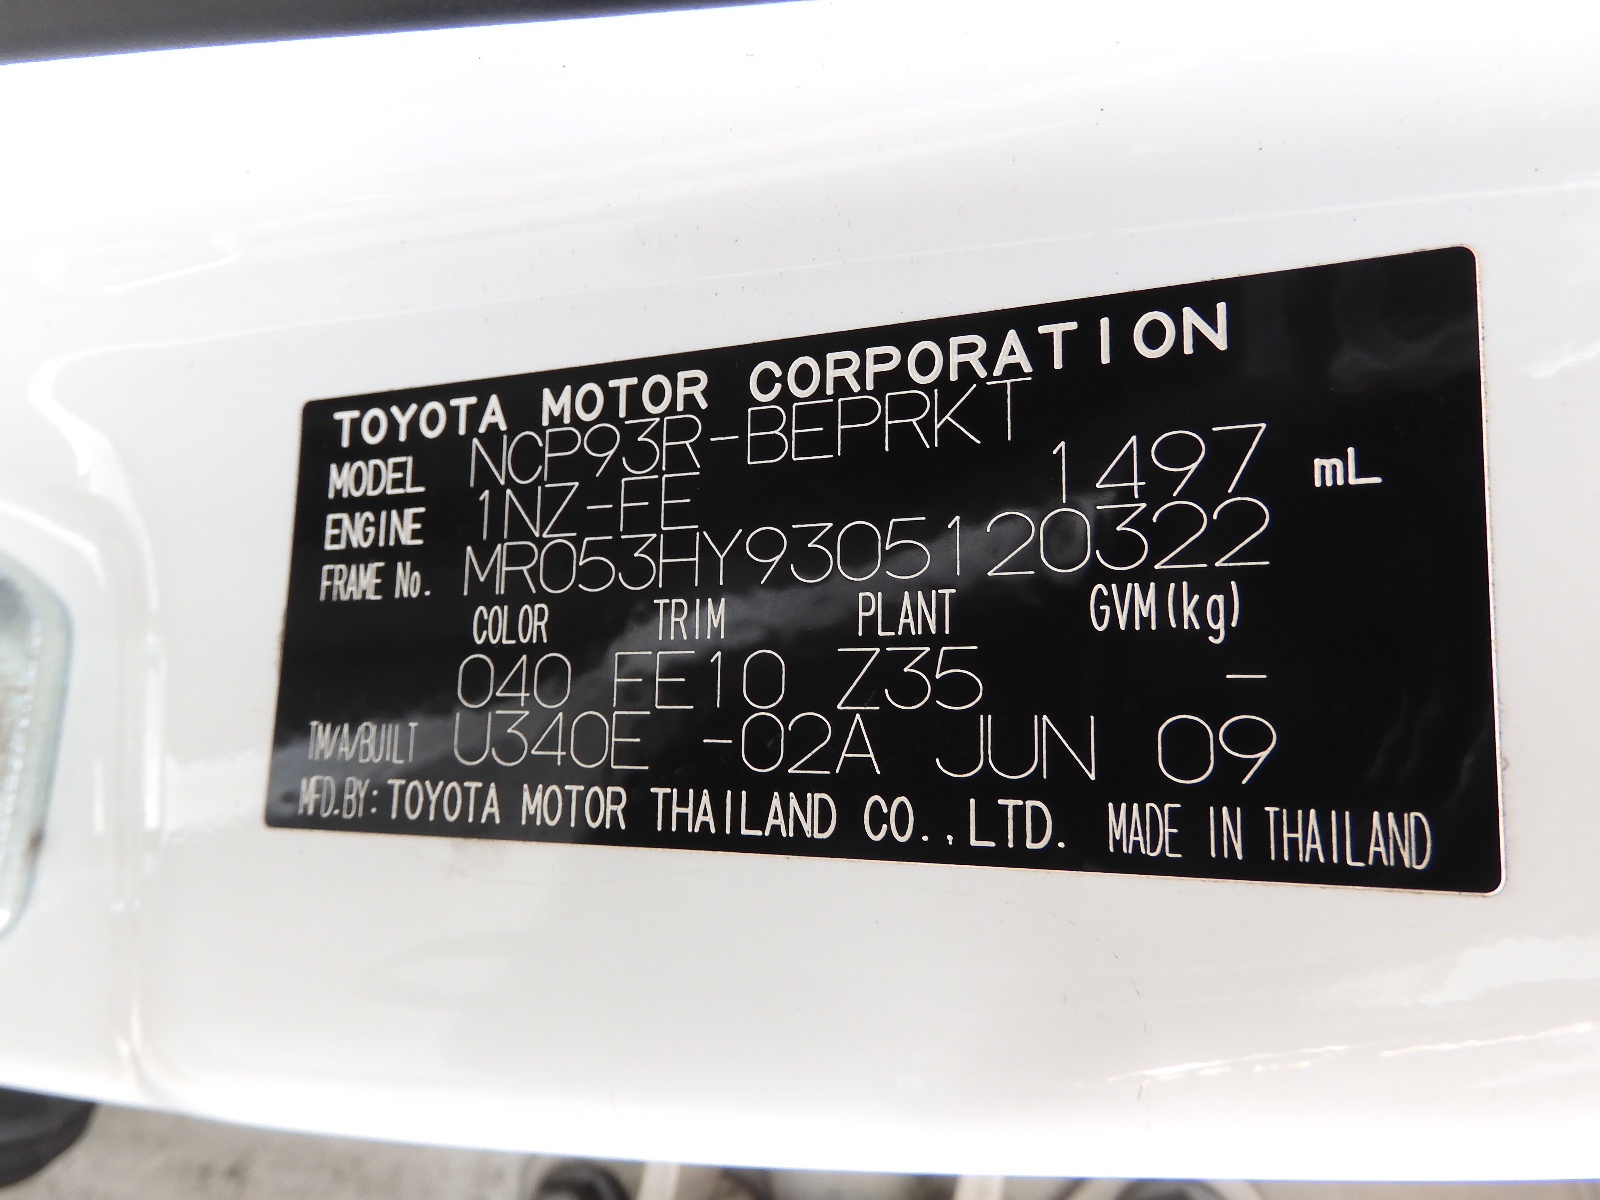 TOYOTA MOTOR CORPORATION
MODEL NCP93R-BEPRKT
ENGINE 1NZ-FE 1497 mL
FRAME No. MR053HY9305120322
COLOR TRIM PLANT GVM(kg)
040 FE10 Z35 -
TM/A/BUILT U340E -02A JUN 09
MFD.BY: TOYOTA MOTOR THAILAND CO.,LTD. MADE IN THAILAND